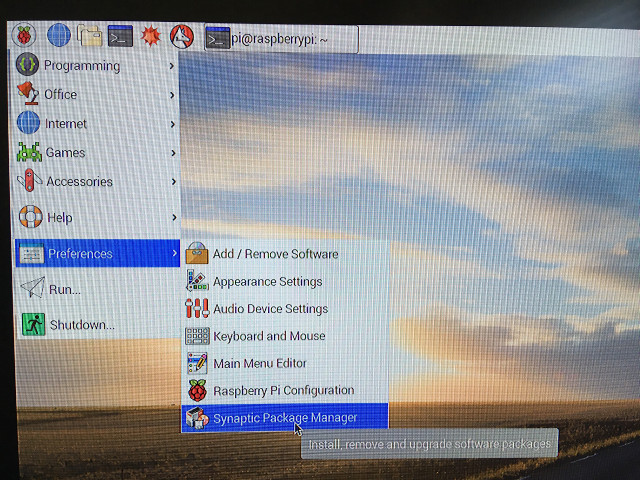 pi@raspberrypi: ~
Programming
Office
Internet
Games
Accessories
Help
Preferences
Run...
Shutdown...
Add / Remove Software
Appearance Settings
Audio Device Settings
Keyboard and Mouse
Main Menu Editor
Raspberry Pi Configuration
Synaptic Package Manager
Install, remove and upgrade software packages